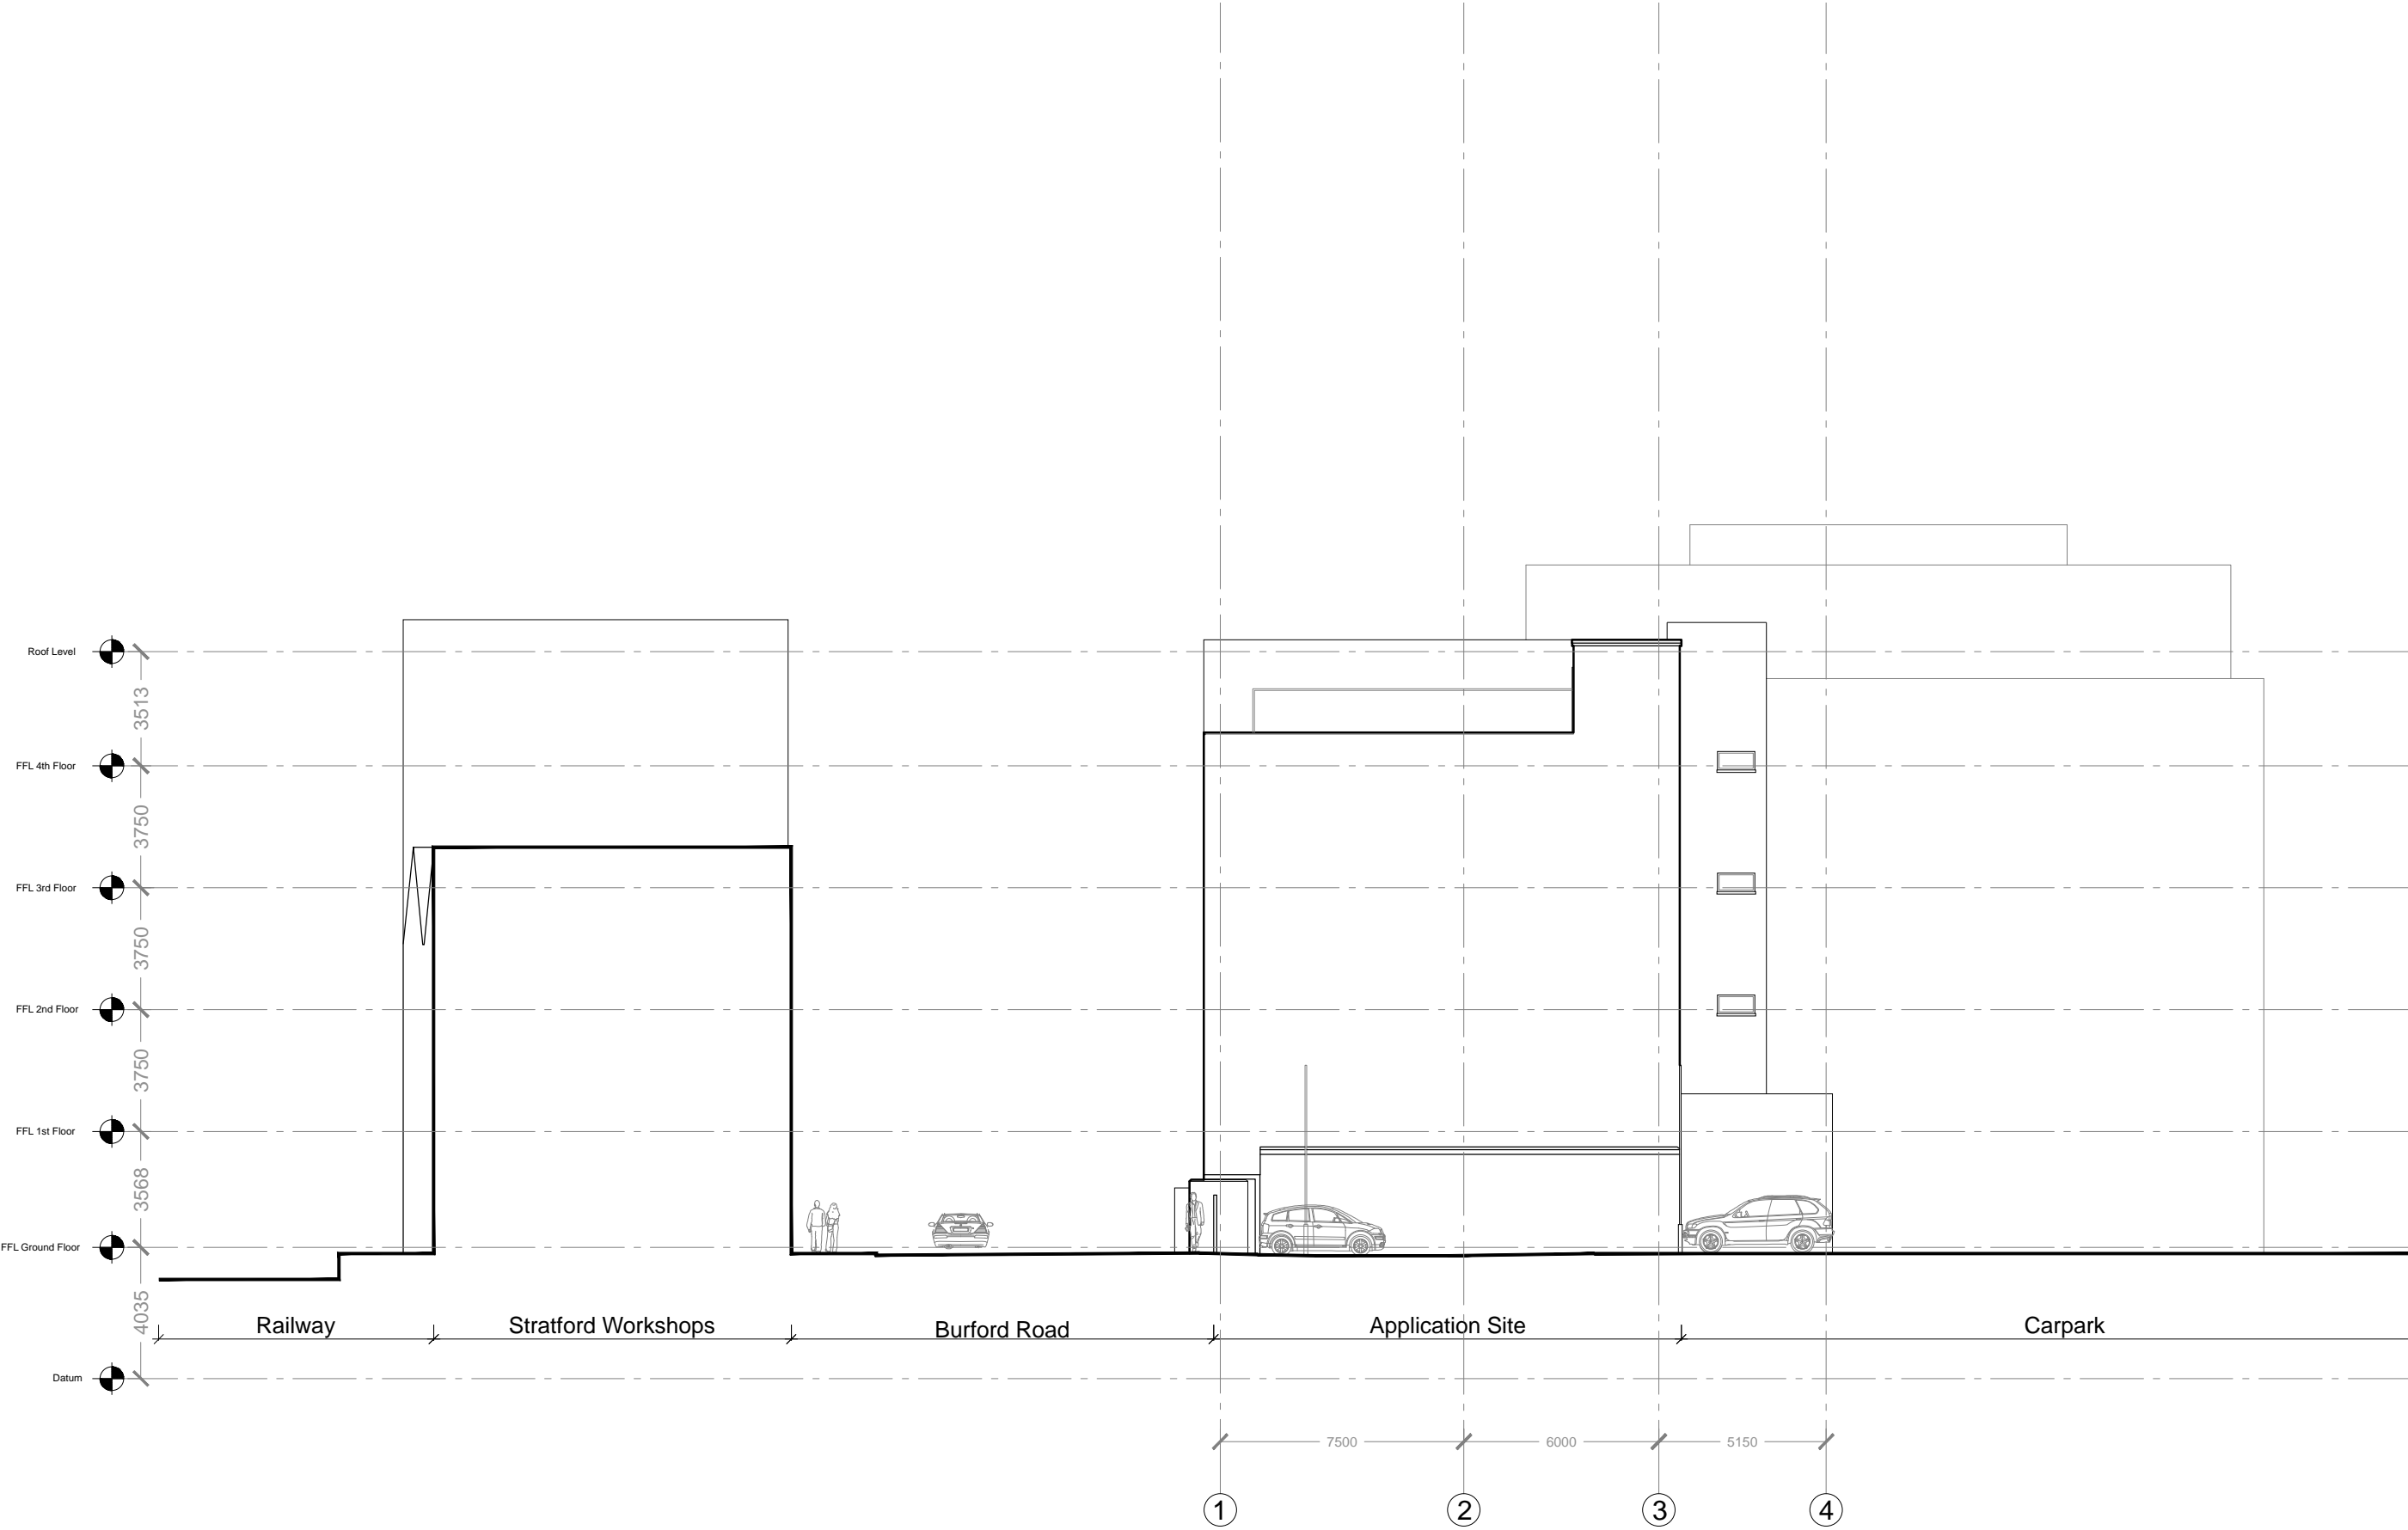 Roof Level
3513
FFL 4th Floor
3750
FFL 3rd Floor
3750
FFL 2nd Floor
3750
FFL 1st Floor
3568
FFL Ground Floor
4035
Railway
Stratford Workshops
Burford Road
Application Site
Carpark
Datum
7500
6000
5150
1
2
3
4